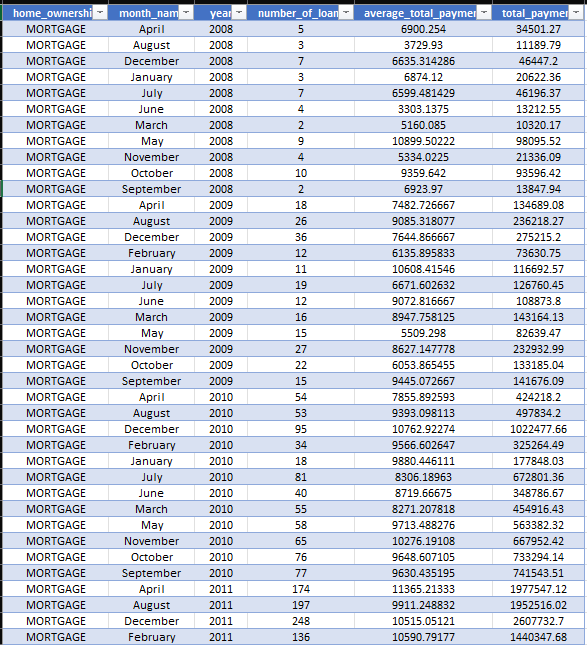 home_ownershi month_nam year number_of_loan average_total_paymer total_paymer
MORTGAGE April 2008 5 6900.254 34501.27
MORTGAGE August 2008 3 3729.93 11189.79
MORTGAGE December 2008 7 6635.314286 46447.2
MORTGAGE January 2008 3 6874.12 20622.36
MORTGAGE July 2008 7 6599.481429 46196.37
MORTGAGE June 2008 4 3303.1375 13212.55
MORTGAGE March 2008 2 5160.085 10320.17
MORTGAGE May 2008 9 10899.50222 98095.52
MORTGAGE November 2008 4 5334.0225 21336.09
MORTGAGE October 2008 10 9359.642 93596.42
MORTGAGE September 2008 2 6923.97 13847.94
MORTGAGE April 2009 18 7482.726667 134689.08
MORTGAGE August 2009 26 9085.318077 236218.27
MORTGAGE December 2009 36 7644.866667 275215.2
MORTGAGE February 2009 12 6135.895833 73630.75
MORTGAGE January 2009 11 10608.41546 116692.57
MORTGAGE July 2009 19 6671.602632 126760.45
MORTGAGE June 2009 12 9072.816667 108873.8
MORTGAGE March 2009 16 8947.758125 143164.13
MORTGAGE May 2009 15 5509.298 82639.47
MORTGAGE November 2009 27 8627.147778 232932.99
MORTGAGE October 2009 22 6053.865455 133185.04
MORTGAGE September 2009 15 9445.072667 141676.09
MORTGAGE April 2010 54 7855.892593 424218.2
MORTGAGE August 2010 53 9393.098113 497834.2
MORTGAGE December 2010 95 10762.92274 1022477.66
MORTGAGE February 2010 34 9566.602647 325264.49
MORTGAGE January 2010 18 9880.446111 177848.03
MORTGAGE July 2010 81 8306.18963 672801.36
MORTGAGE June 2010 40 8719.66675 348786.67
MORTGAGE March 2010 55 8271.207818 454916.43
MORTGAGE May 2010 58 9713.488276 563382.32
MORTGAGE November 2010 65 10276.19108 667952.42
MORTGAGE October 2010 76 9648.607105 733294.14
MORTGAGE September 2010 77 9630.435195 741543.51
MORTGAGE April 2011 174 11365.21333 1977547.12
MORTGAGE August 2011 197 9911.248832 1952516.02
MORTGAGE December 2011 248 10515.05121 2607732.7
MORTGAGE February 2011 136 10590.79177 1440347.68